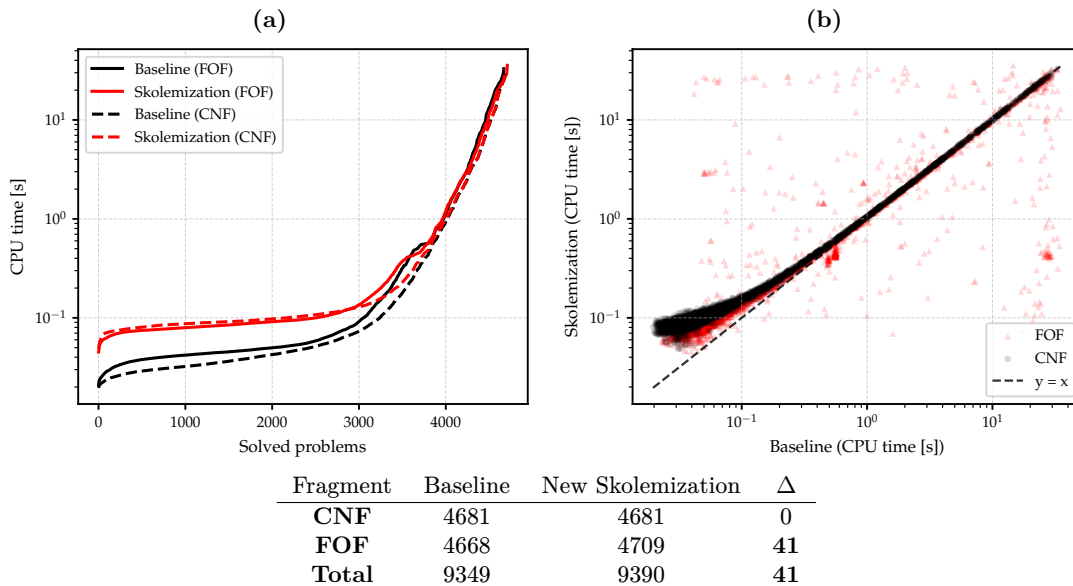 (a)
CPU time [s]
10^1
10^0
10^−1
Baseline (FOF)
Skolemization (FOF)
Baseline (CNF)
Skolemization (CNF)
0 1000 2000 3000 4000
Solved problems
(b)
Skolemization (CPU time [s])
10^1
10^0
10^−1
FOF
CNF
y = x
10^−1 10^0 10^1
Baseline (CPU time [s])
Fragment Baseline New Skolemization Δ
CNF 4681 4681 0
FOF 4668 4709 41
Total 9349 9390 41